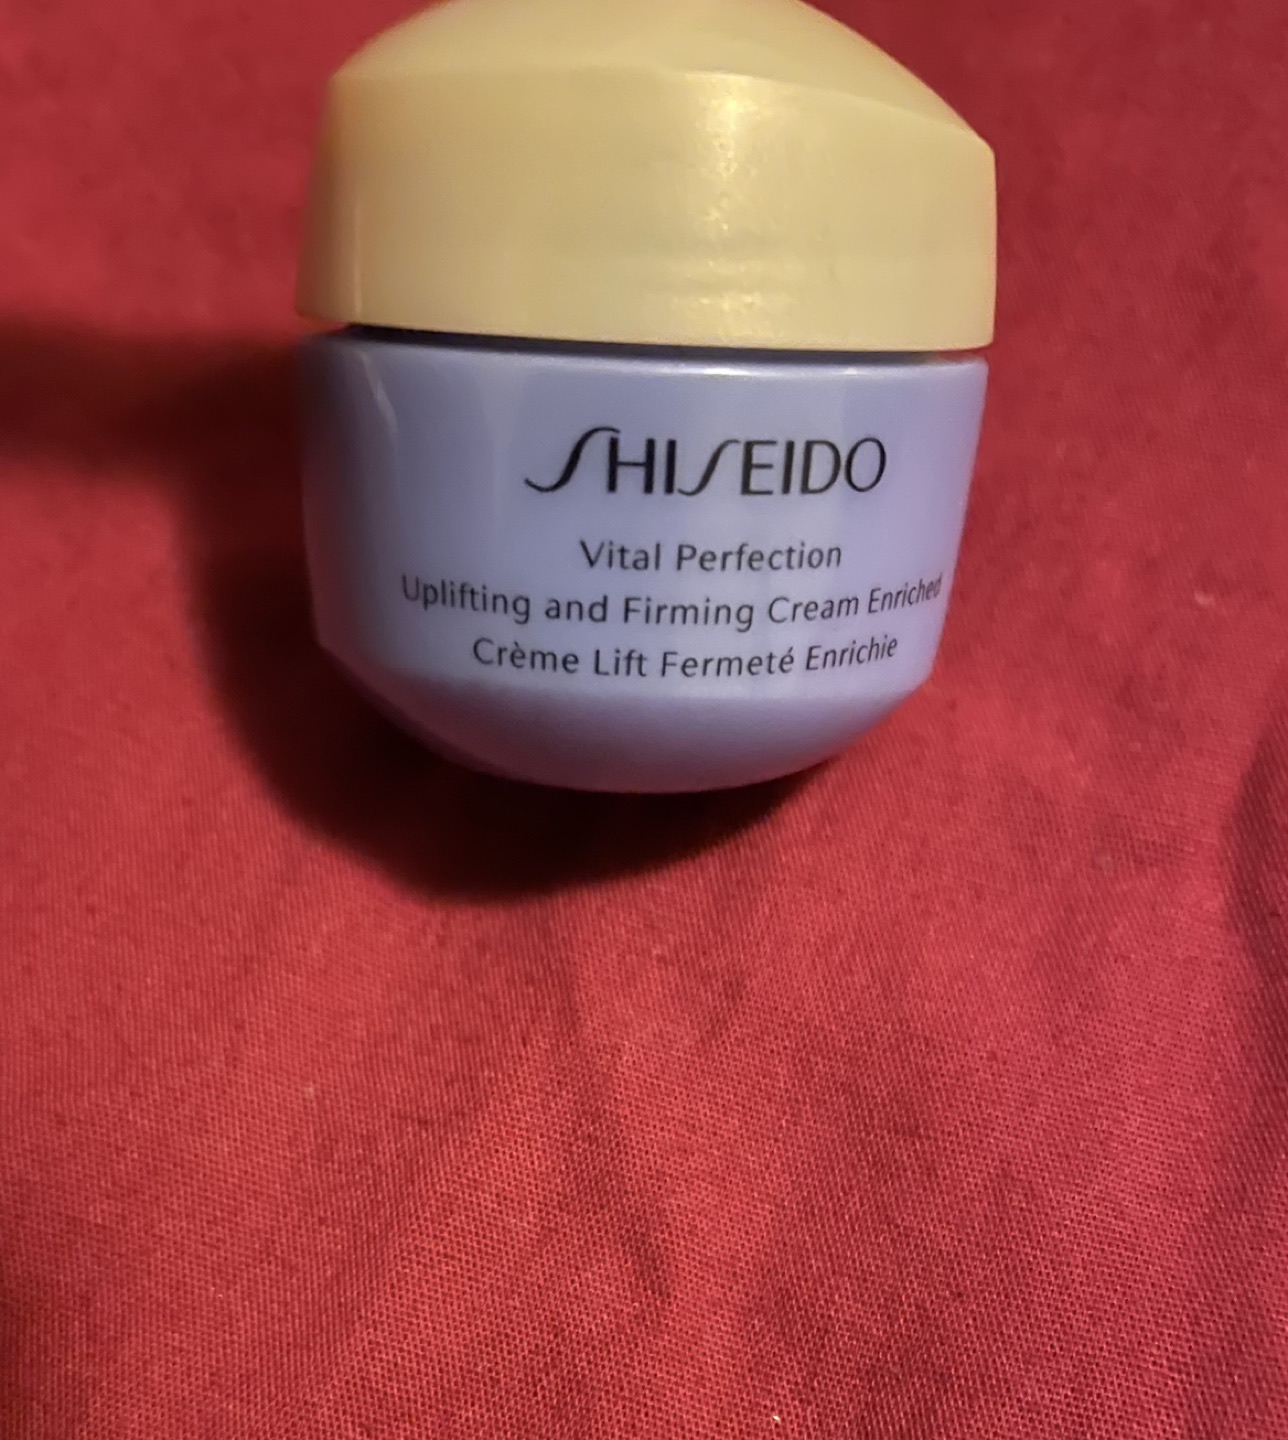 SHISEIDO
Vital Perfection
Uplifting and Firming Cream Enriched
Crème Lift Fermeté Enrichie